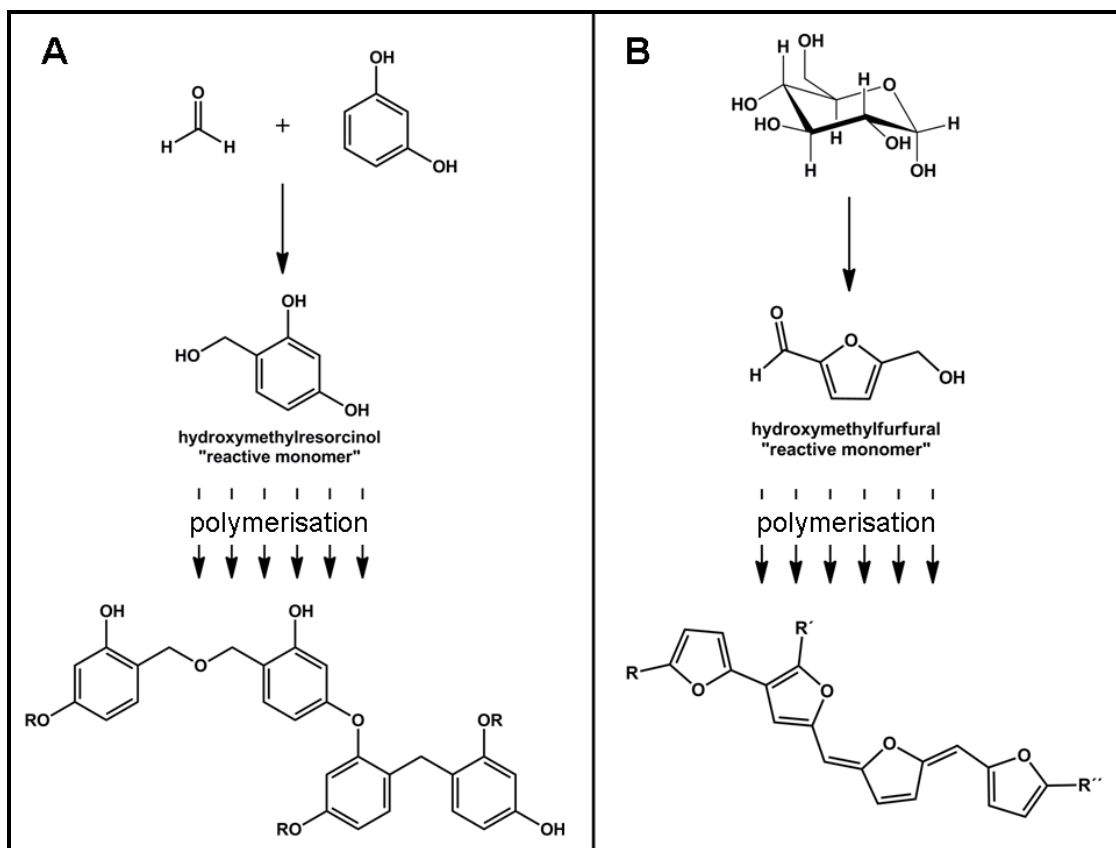 A
O
H
H
+
OH
OH
OH
HO
OH
hydroxymethylresorcinol
"reactive monomer"
polymerisation
OH
O
OH
RO
O
OR
RO
OH
B
OH
H
H
O
HO
HO
H
H
OH
H
OH
O
H
O
OH
hydroxymethylfurfural
"reactive monomer"
polymerisation
R´
R
O
O
O
O
R´´